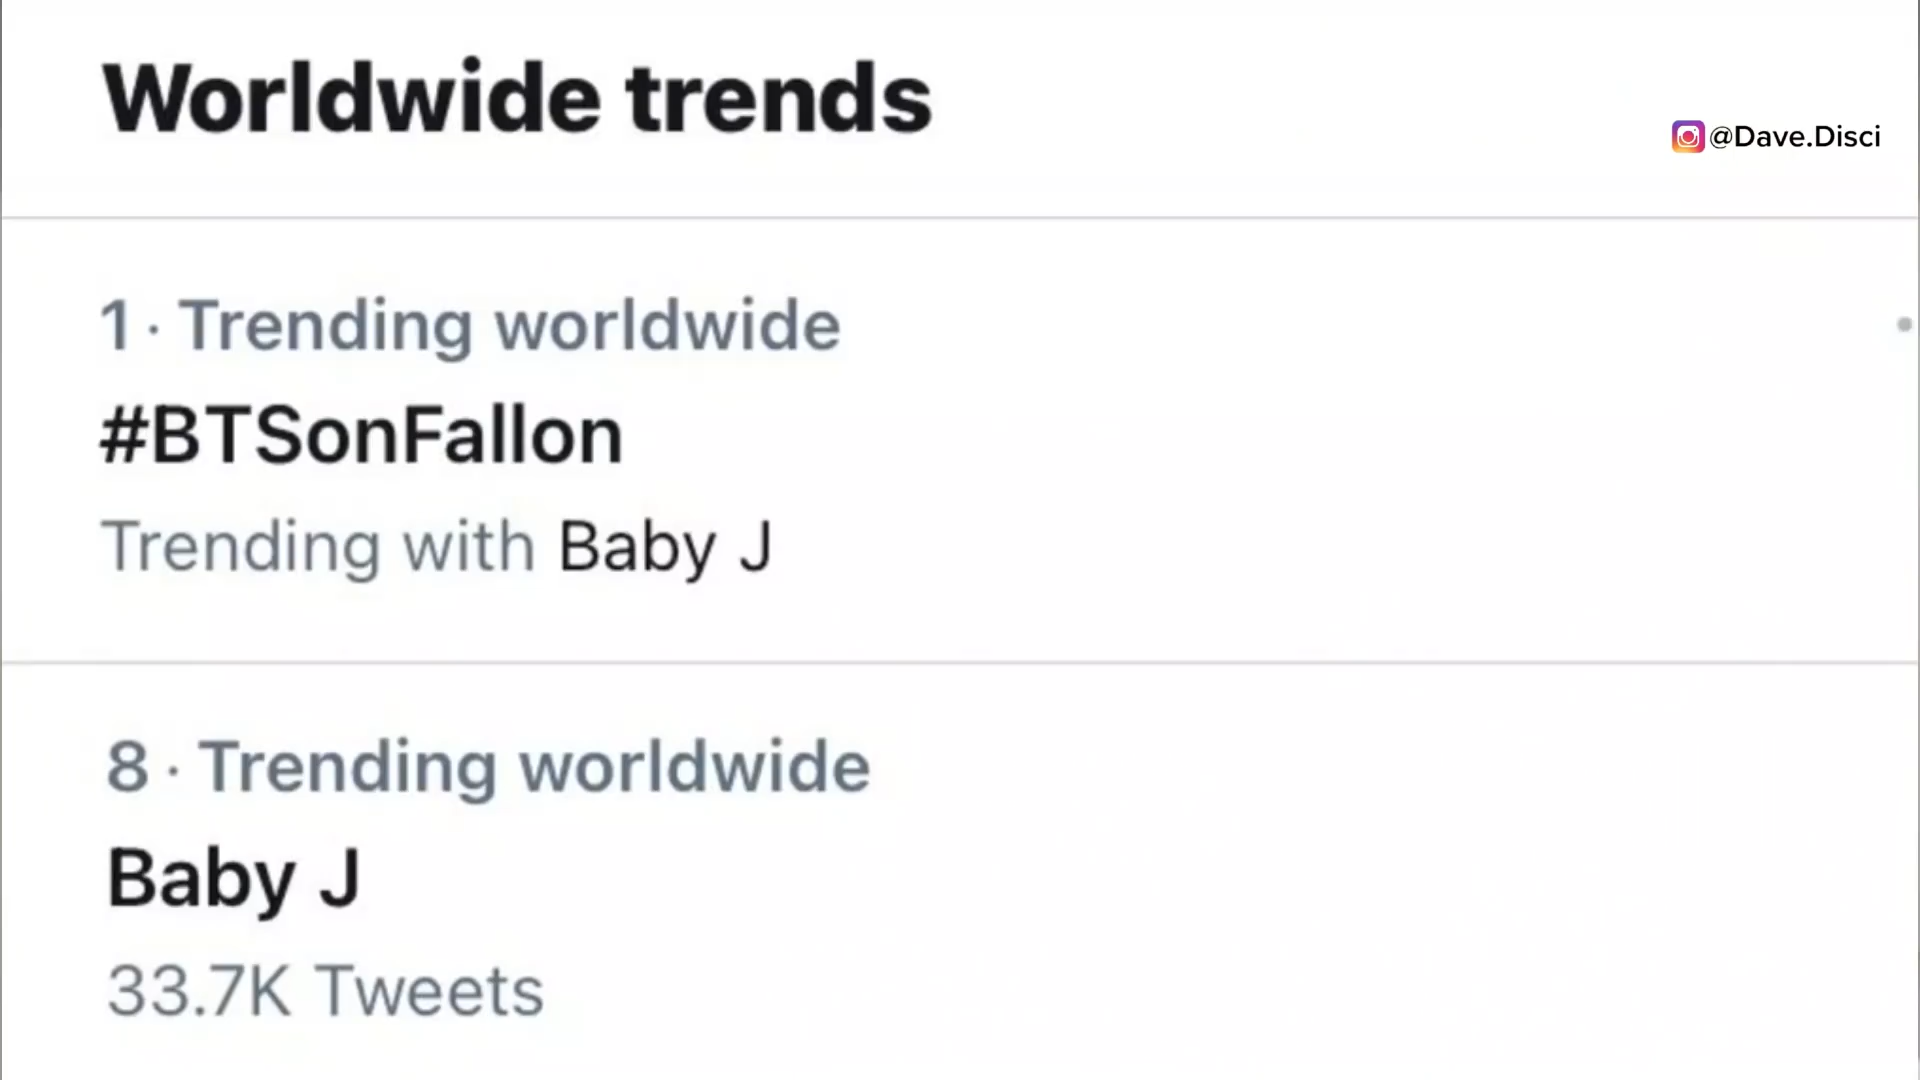 Worldwide trends
@Dave.Disci
1 · Trending worldwide
#BTSonFallon
Trending with Baby J
8 · Trending worldwide
Baby J
33.7K Tweets